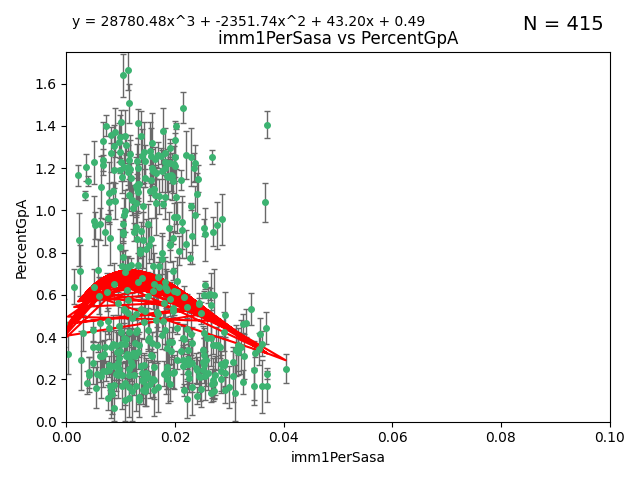 y = 28780.48x^3 + -2351.74x^2 + 43.20x + 0.49
N = 415
imm1PerSasa vs PercentGpA
PercentGpA
1.6
1.4
1.2
1.0
0.8
0.6
0.4
0.2
0.0
0.00 0.02 0.04 0.06 0.08 0.10
imm1PerSasa